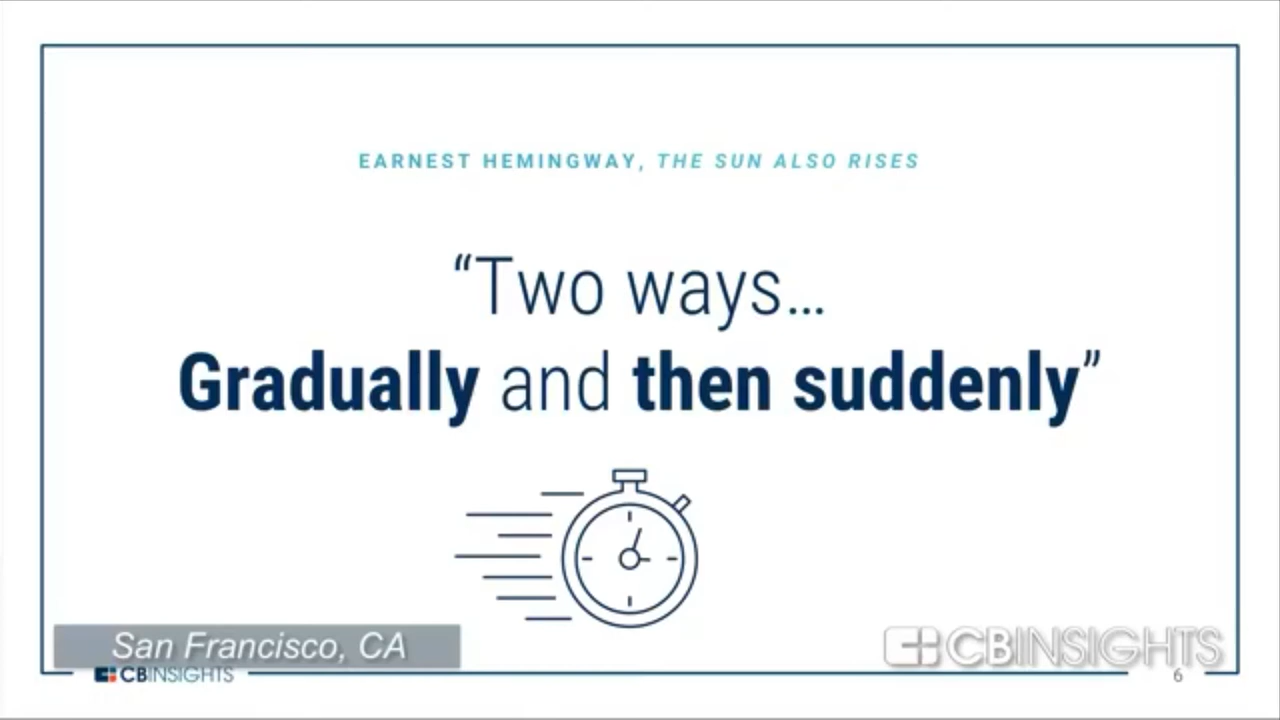 EARNEST HEMINGWAY, THE SUN ALSO RISES
“Two ways…
Gradually and then suddenly”
San Francisco, CA
CBINSIGHTS
CBINSIGHTS
6